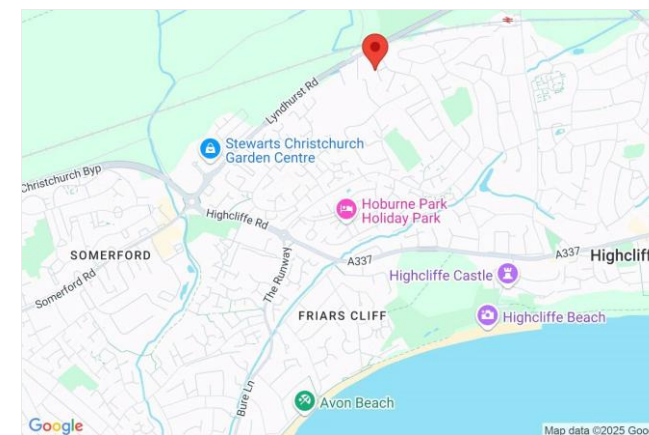 Lyndhurst Rd
Stewarts Christchurch
Garden Centre
Christchurch Byp
Hoburne Park
Holiday Park
Highcliffe Rd
SOMERFORD
The Runway
A337
A337
Highcliff
Somerford Rd
Highcliffe Castle
FRIARS CLIFF
Highcliffe Beach
Bure Ln
Avon Beach
Google
Map data ©2025 Goo